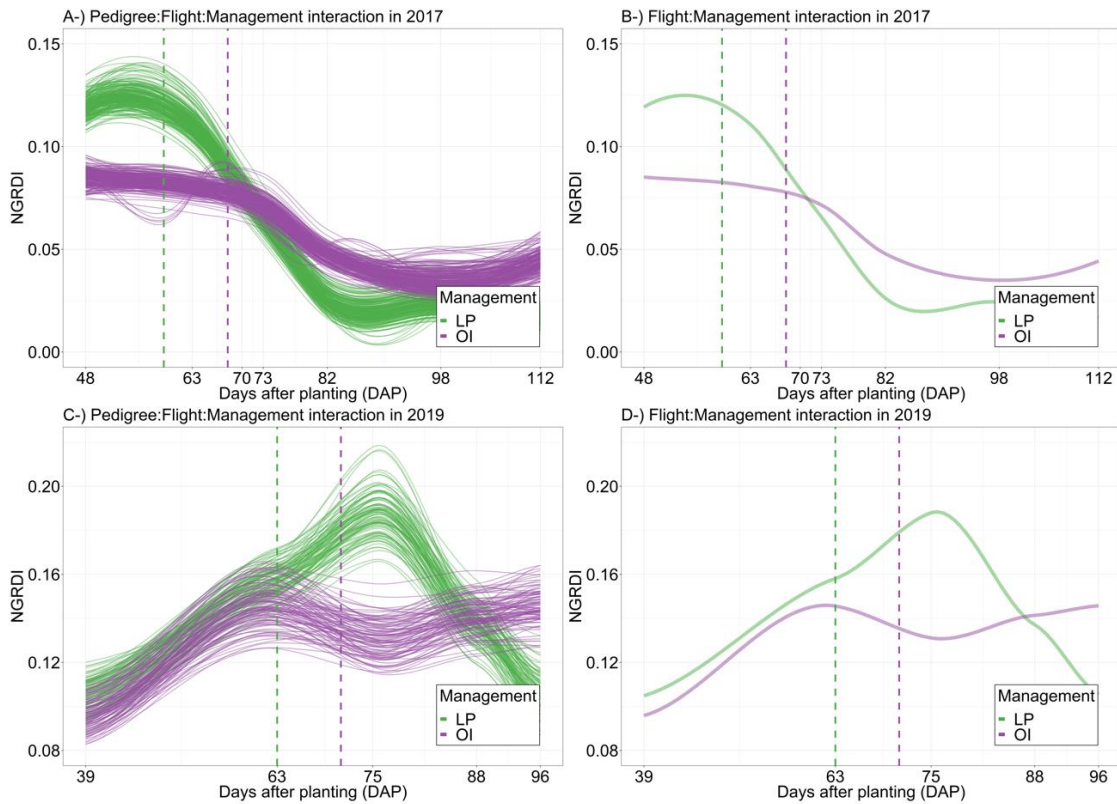 A-) Pedigree:Flight:Management interaction in 2017
NGRDI
0.15
0.10
0.05
0.00
Management
LP
OI
48 63 70 73 82 98 112
Days after planting (DAP)
B-) Flight:Management interaction in 2017
NGRDI
0.15
0.10
0.05
0.00
Management
LP
OI
48 63 70 73 82 98 112
Days after planting (DAP)
C-) Pedigree:Flight:Management interaction in 2019
NGRDI
0.20
0.16
0.12
0.08
Management
LP
OI
39 63 75 88 96
Days after planting (DAP)
D-) Flight:Management interaction in 2019
NGRDI
0.20
0.16
0.12
0.08
Management
LP
OI
39 63 75 88 96
Days after planting (DAP)